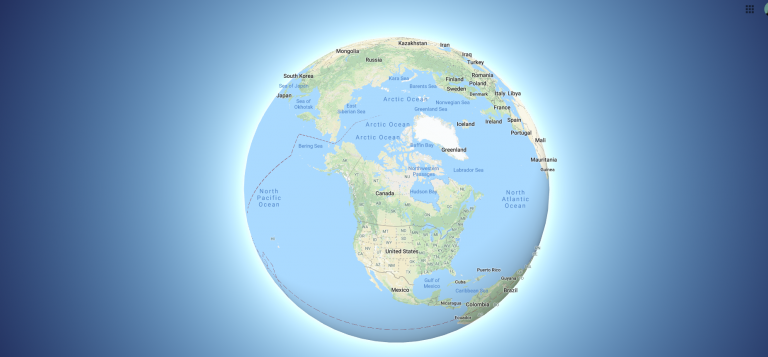 Kazakhstan
Iran
Mongolia
Iraq
Russia
Turkey
South Korea
Kara Sea
Finland
Romania
Poland
Sea of Japan
Barents Sea
Sweden
Denmark
Italy
Libya
Japan
Arctic Ocean
Norwegian Sea
Sea of
Okhotsk
East
Siberian Sea
Greenland Sea
France
Arctic Ocean
Iceland
Ireland
Spain
Portugal
Arctic Ocean
Mali
Bering Sea
Baffin Bay
Greenland
Mauritania
Northwestern
Passages
Labrador Sea
Guinea
Canada
Hudson Bay
North
Pacific
Ocean
North
Atlantic
Ocean
United States
Puerto Rico
Gulf of
Mexico
Cuba
Guyana
Mexico
Caribbean Sea
Brazil
Nicaragua
Colombia
Ecuador